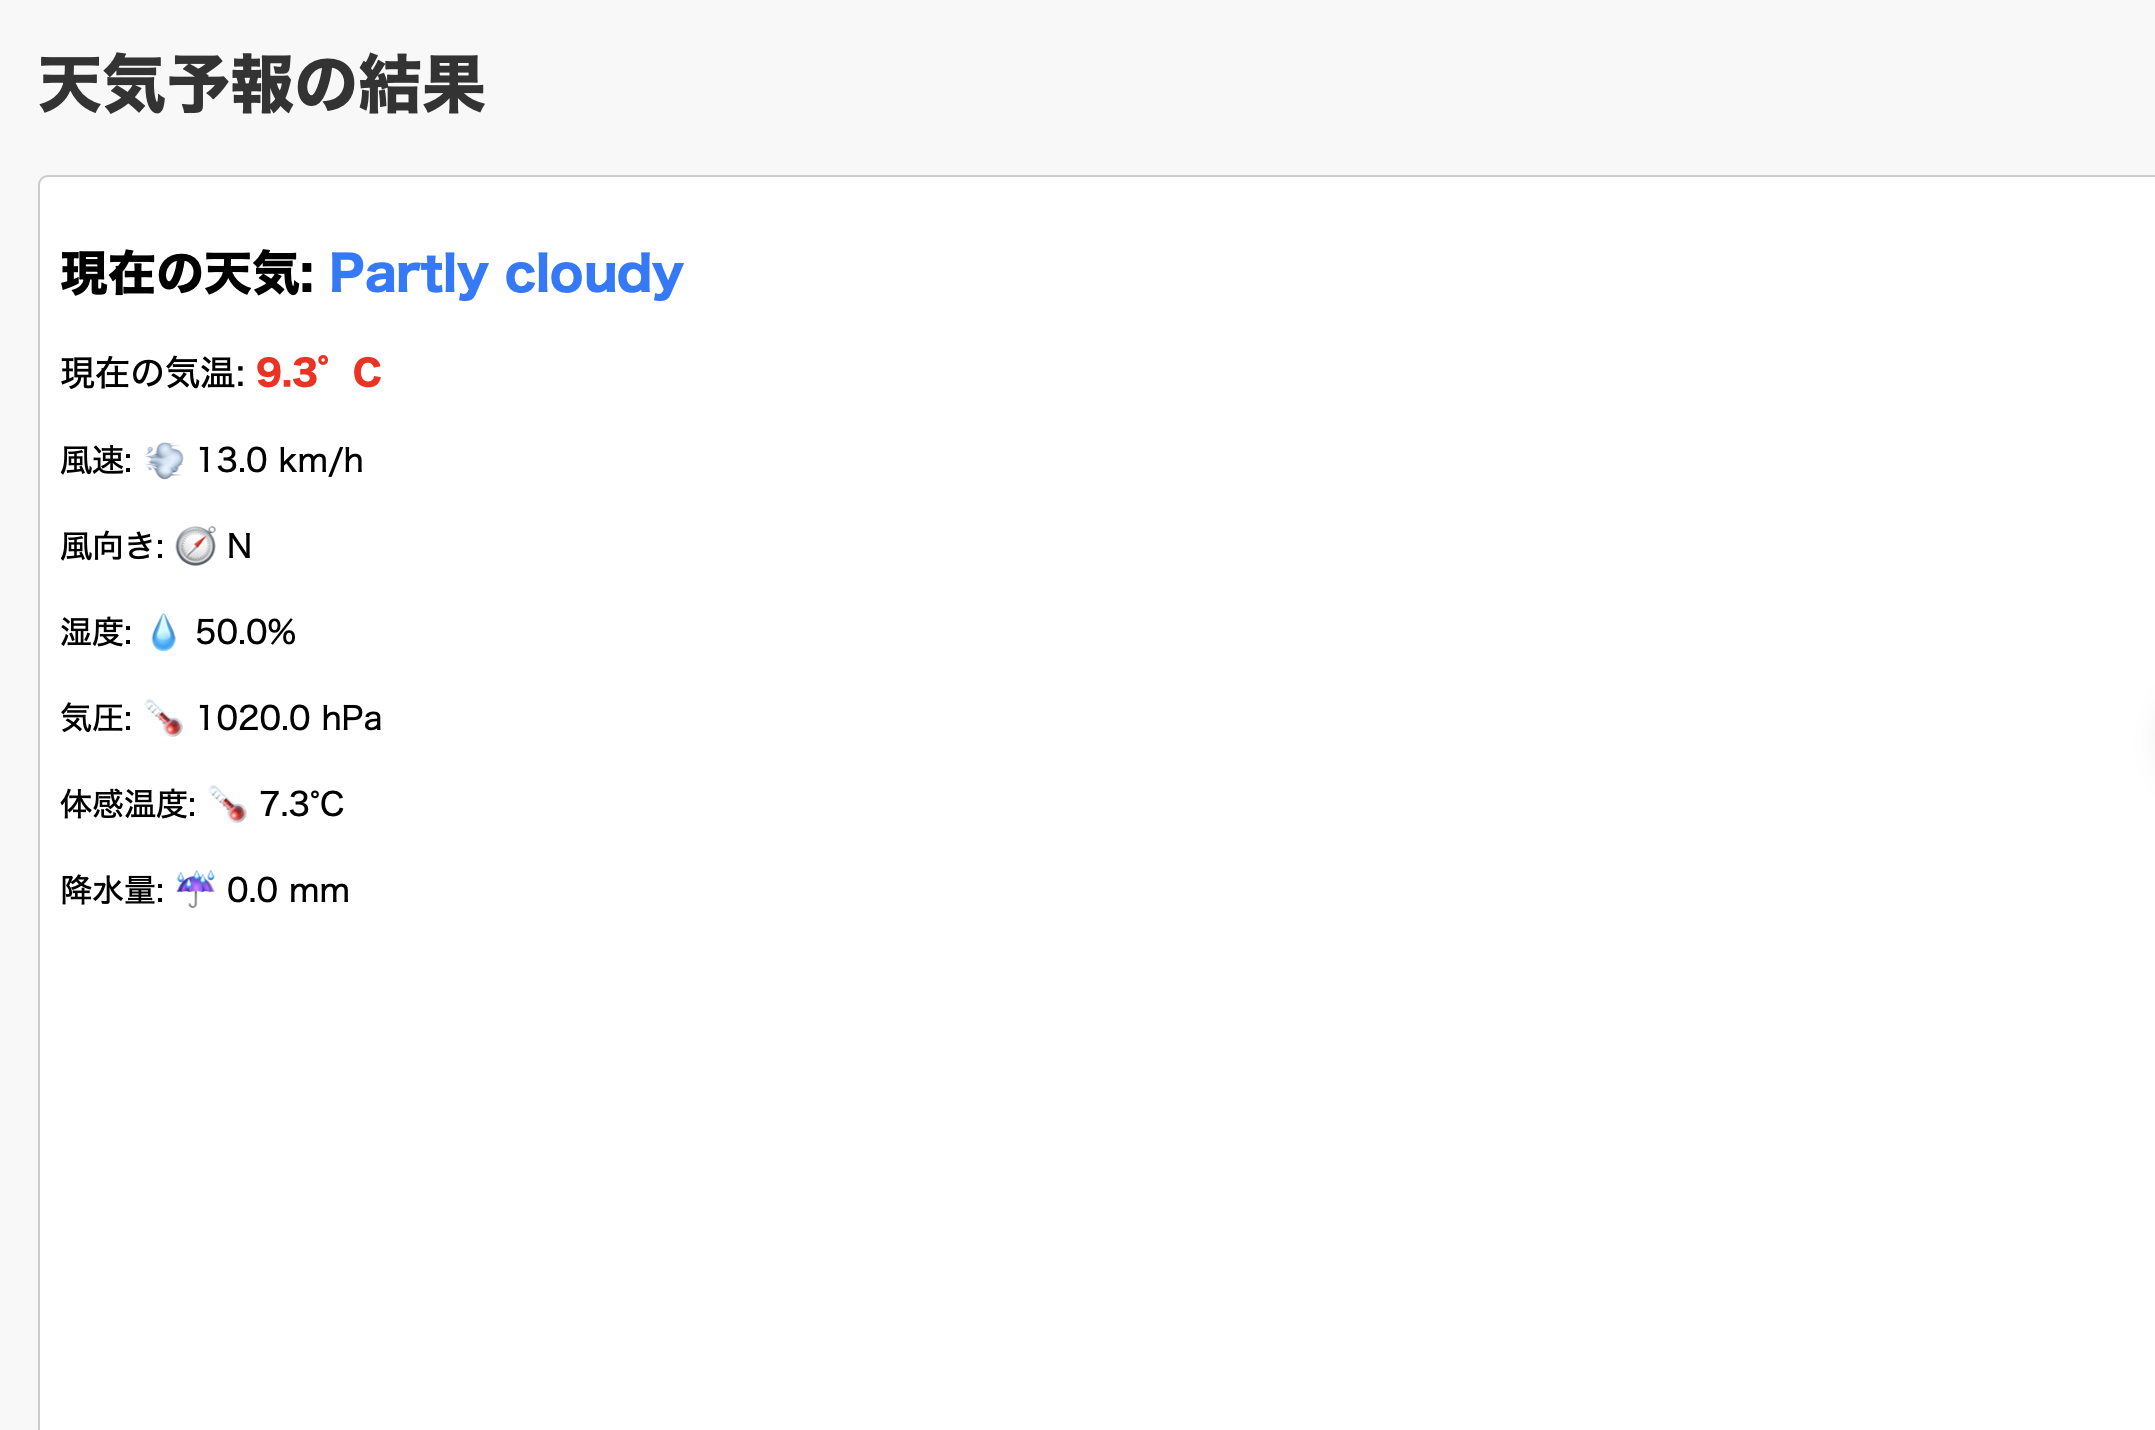 天気予報の結果
現在の天気: Partly cloudy
現在の気温: 9.3°C
風速: 💨 13.0 km/h
風向き: 🧭 N
湿度: 💧 50.0%
気圧: 🌡️ 1020.0 hPa
体感温度: 🌡️ 7.3℃
降水量: ☔ 0.0 mm